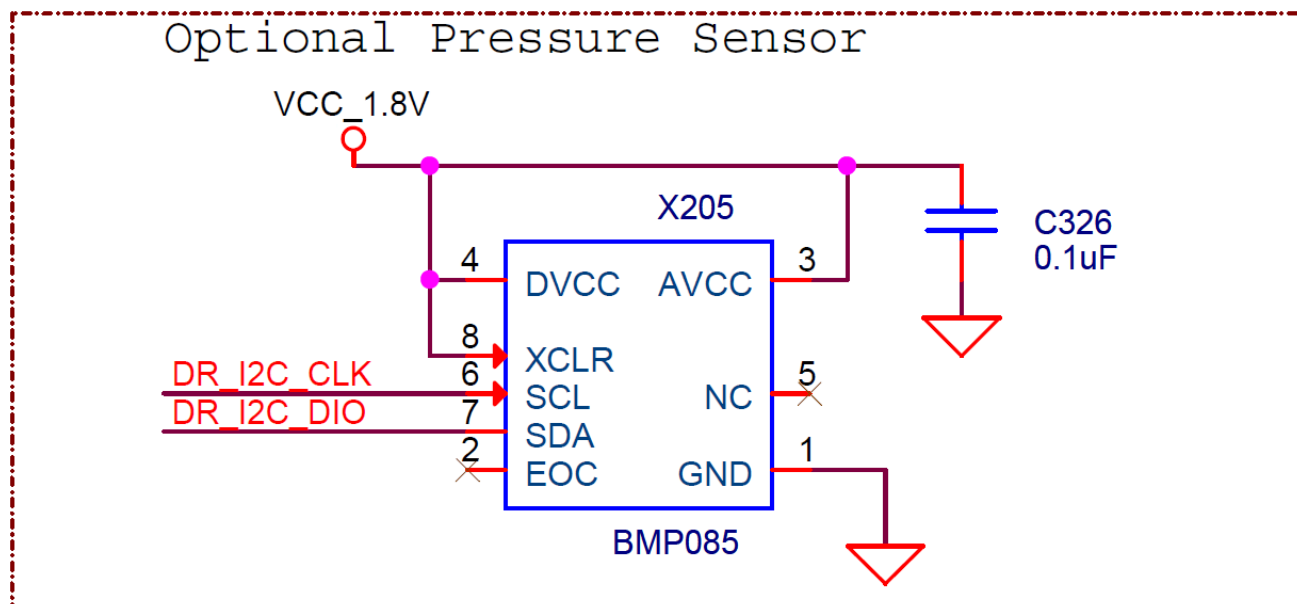 Optional Pressure Sensor
VCC_1.8V
X205
C326
0.1uF
4 DVCC AVCC 3
8 XCLR
DR_I2C_CLK 6 SCL NC 5
DR_I2C_DIO 7 SDA
2 EOC GND 1
BMP085